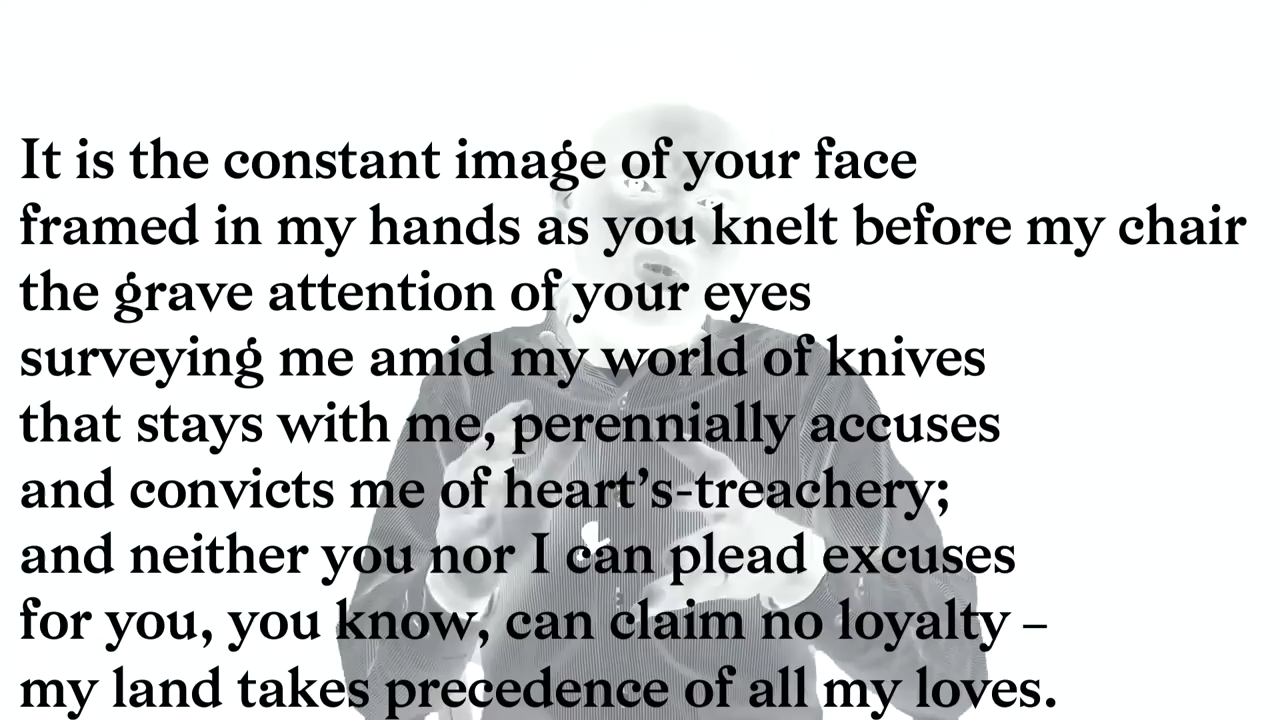 It is the constant image of your face
framed in my hands as you knelt before my chair
the grave attention of your eyes
surveying me amid my world of knives
that stays with me, perennially accuses
and convicts me of heart’s-treachery;
and neither you nor I can plead excuses
for you, you know, can claim no loyalty –
my land takes precedence of all my loves.